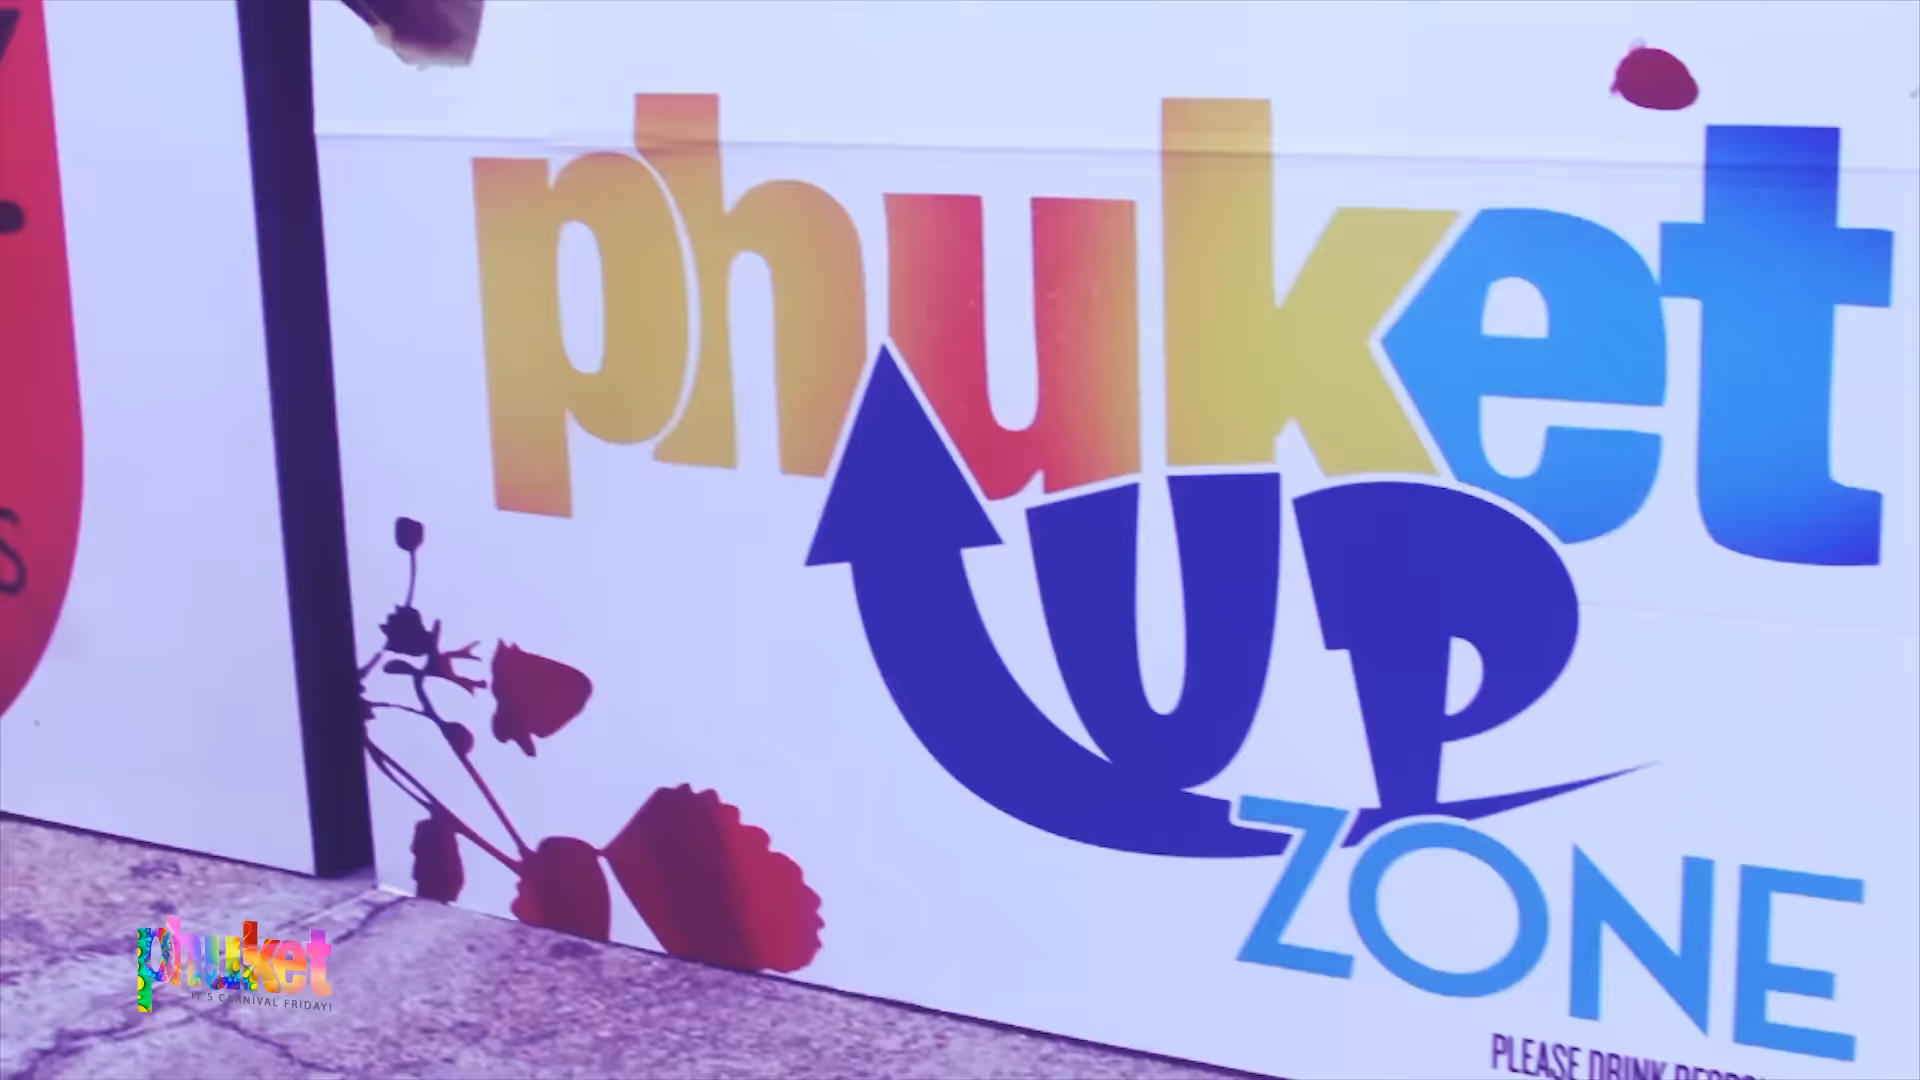 phuket
UP
ZONE
PLEASE DRINK
phuket
IT'S CARNIVAL FRIDAY!